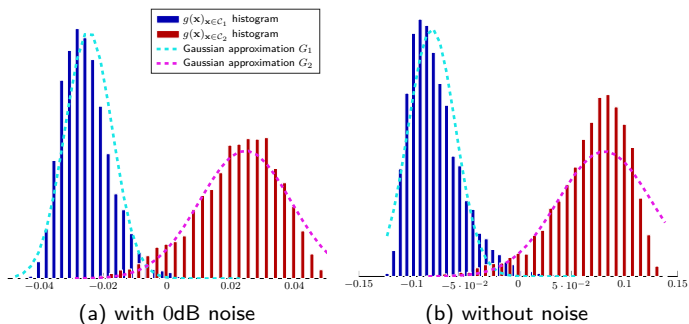 g(x)x∈C₁ histogram
g(x)x∈C₂ histogram
Gaussian approximation G₁
Gaussian approximation G₂
−0.04 −0.02 0 0.02 0.04
−0.15 −0.1 −5 · 10⁻² 0 5 · 10⁻² 0.1 0.15
(a) with 0dB noise
(b) without noise